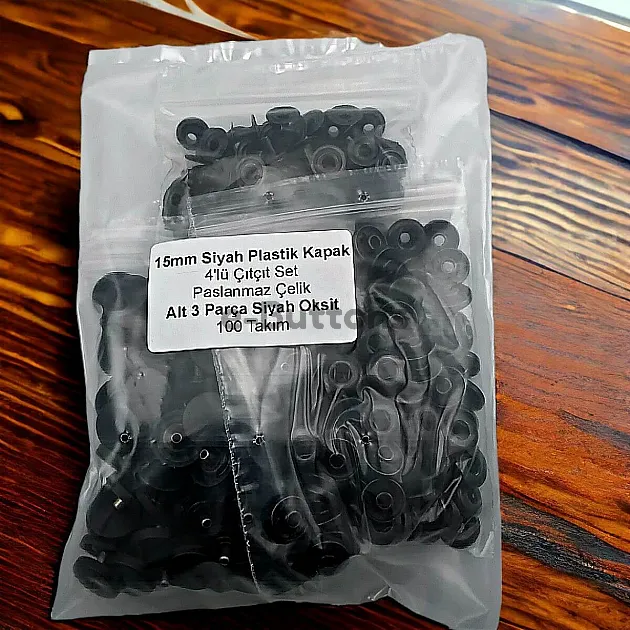 15mm Siyah Plastik Kapak
4'lü Çıtçıt Set
Paslanmaz Çelik
Alt 3 Parça Siyah Oksit
100 Takım